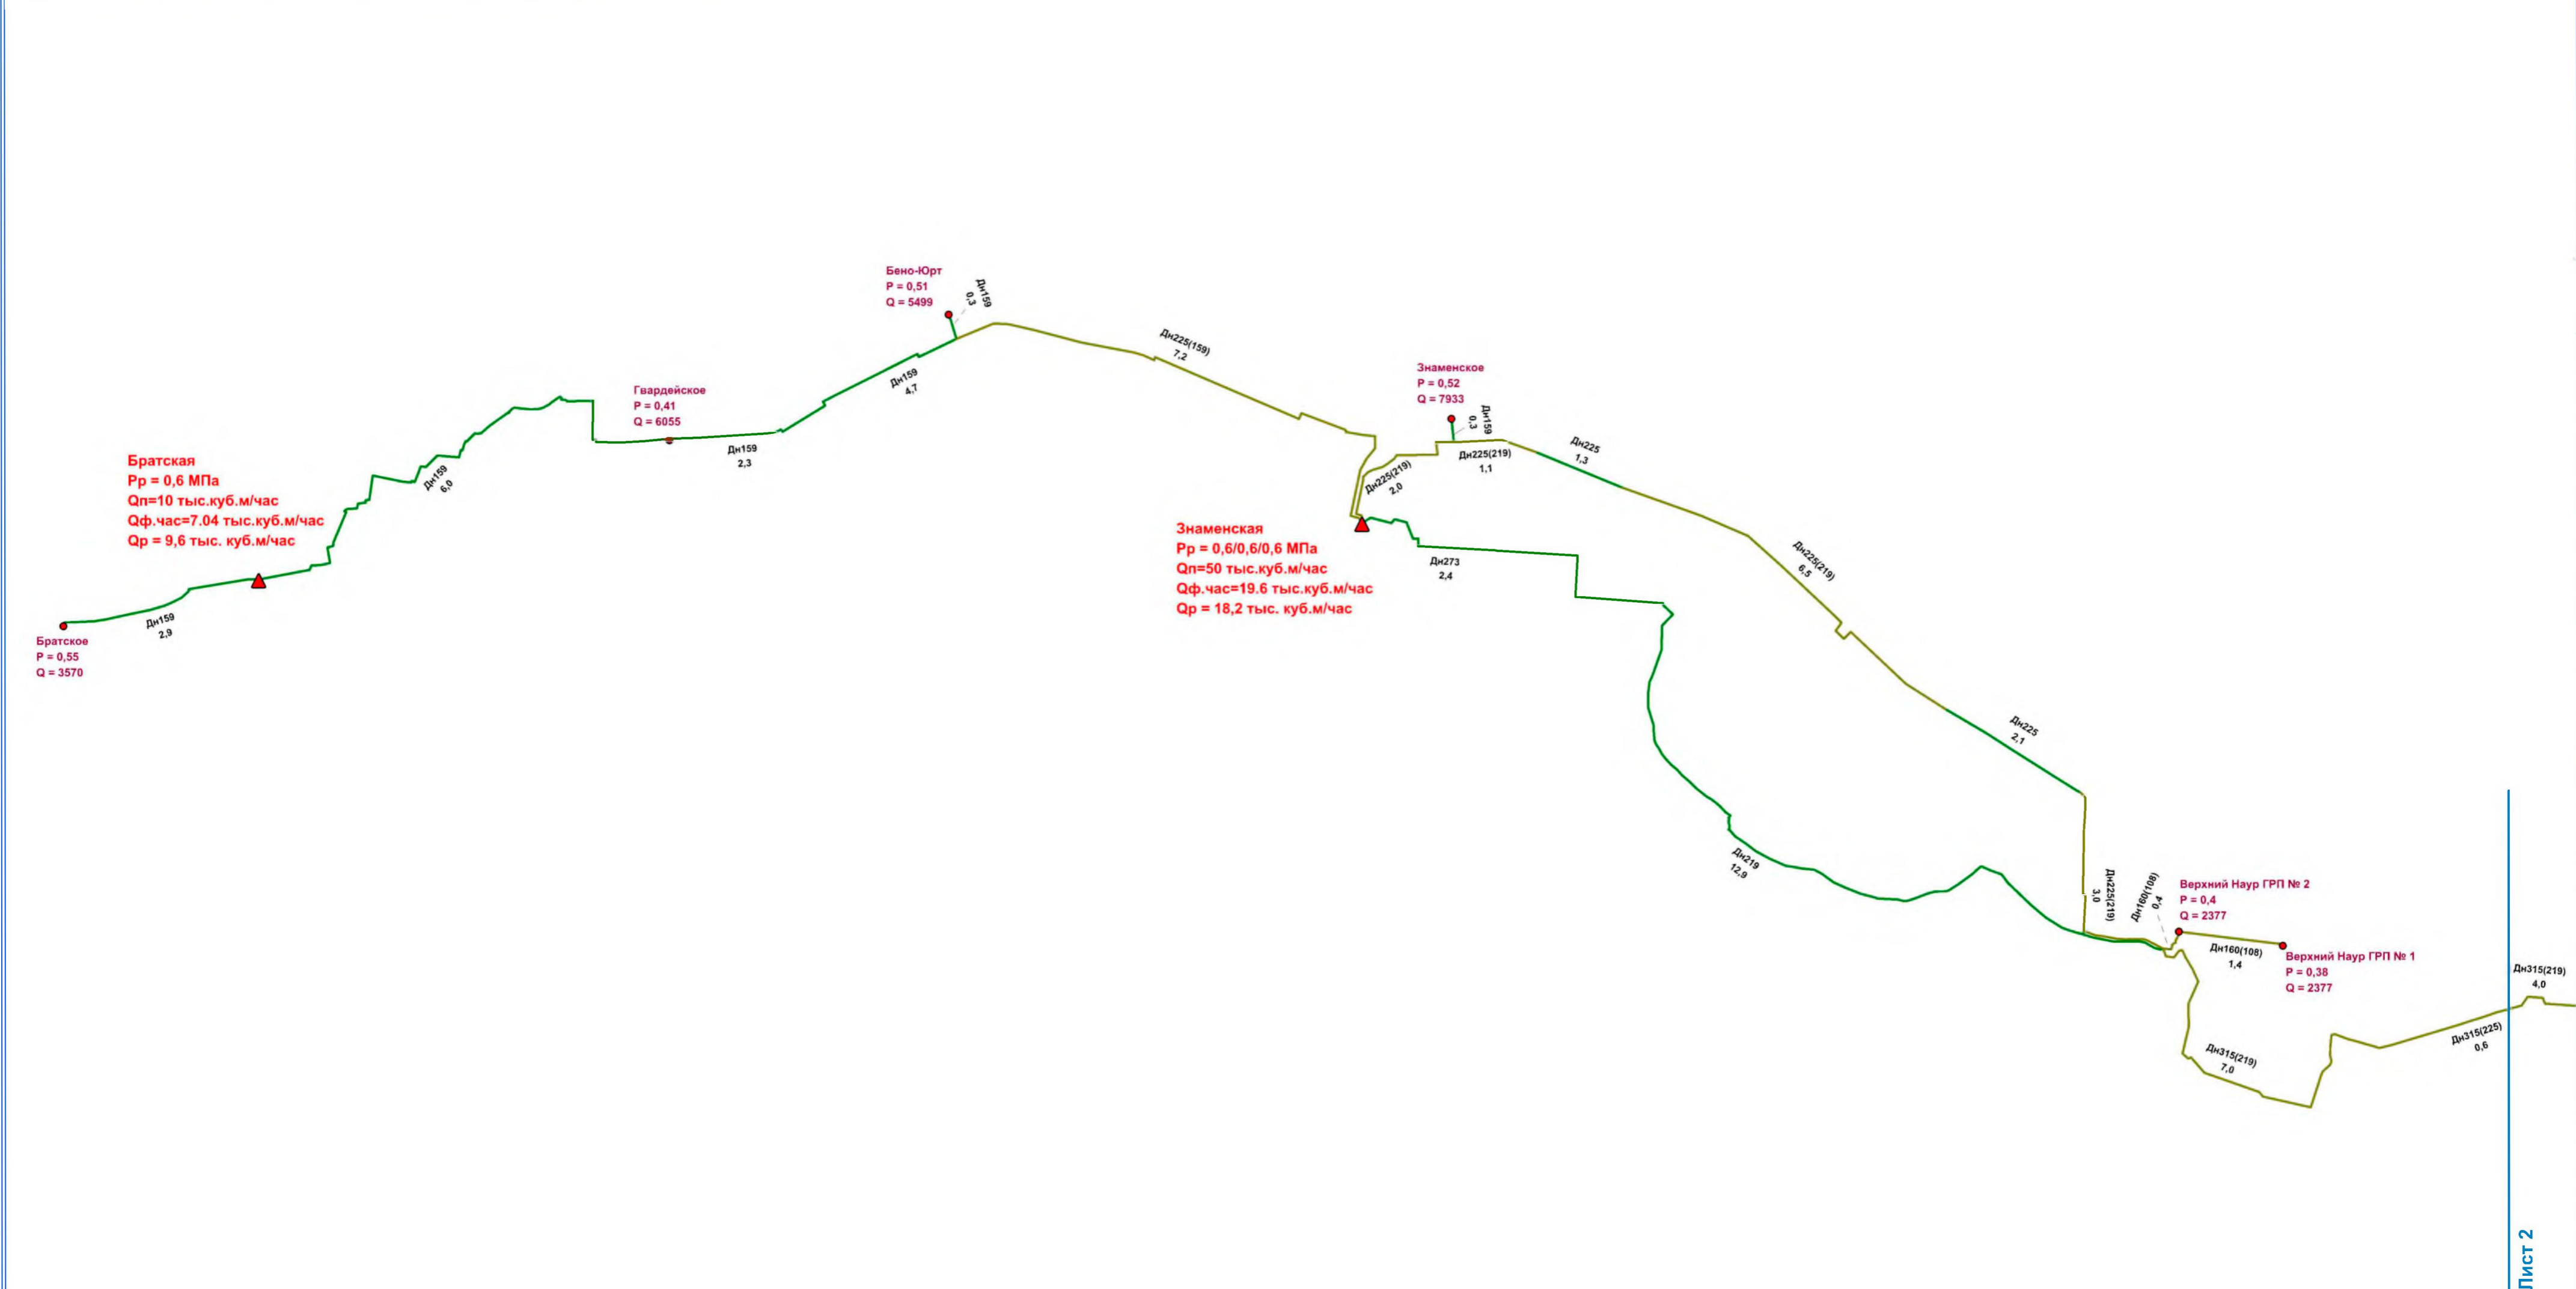 Бено-Юрт
P = 0,51
Q = 5499
Дн159
0,3
Дн225(159)
7,2
Дн159
4,7
Гвардейское
P = 0,41
Q = 6055
Дн159
2,3
Братская
Рр = 0,6 МПа
Qп=10 тыс.куб.м/час
Qф.час=7.04 тыс.куб.м/час
Qр = 9,6 тыс. куб.м/час
Дн159
6,0
Дн159
2,9
Братское
P = 0,55
Q = 3570
Знаменское
P = 0,52
Q = 7933
Дн159
0,3
Дн225(219)
1,1
Дн225
1,3
Дн225(219)
2,0
Знаменская
Рр = 0,6/0,6/0,6 МПа
Qп=50 тыс.куб.м/час
Qф.час=19.6 тыс.куб.м/час
Qр = 18,2 тыс. куб.м/час
Дн273
2,4
Дн225(219)
6,5
Дн225
2,1
Дн219
12,9
Дн225(219)
3,0
Дн160(108)
0,4
Верхний Наур ГРП № 2
P = 0,4
Q = 2377
Дн160(108)
1,4
Верхний Наур ГРП № 1
P = 0,38
Q = 2377
Дн315(219)
4,0
Дн315(225)
0,6
Дн315(219)
7,0
Лист 2